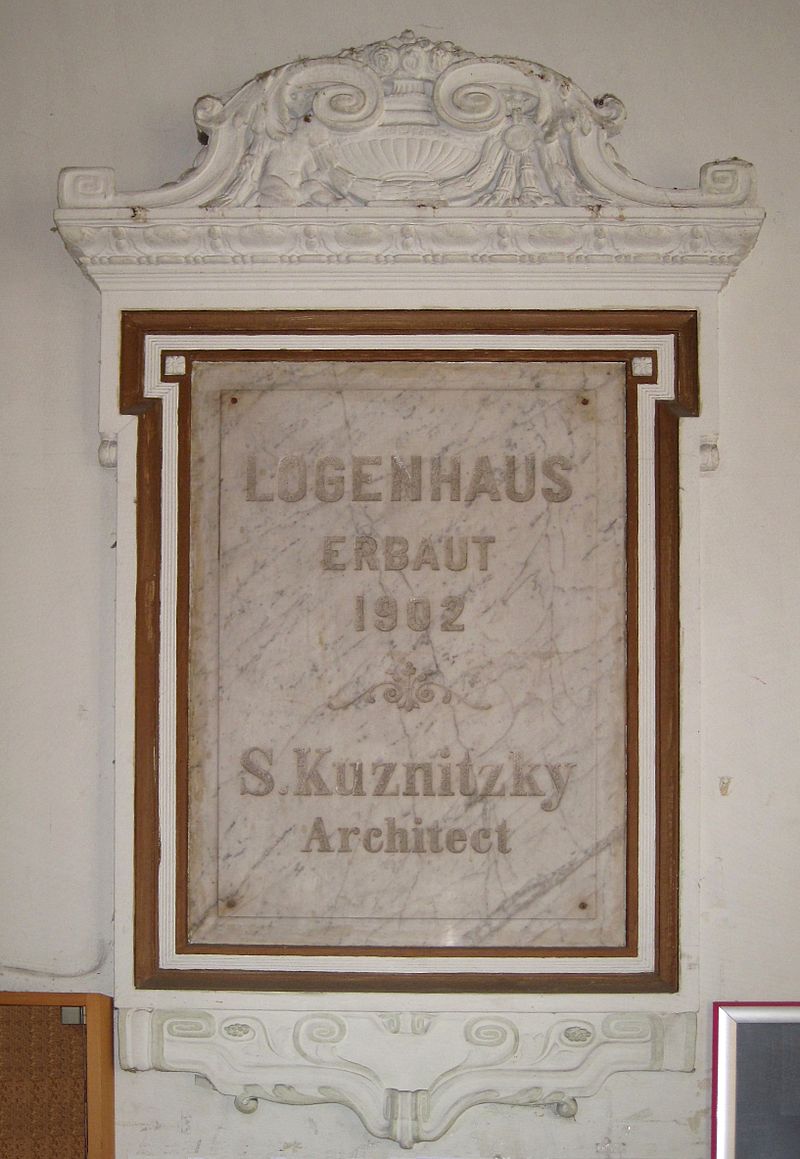 LOGENHAUS
ERBAUT
1902
S. Kuznitzky
Architect